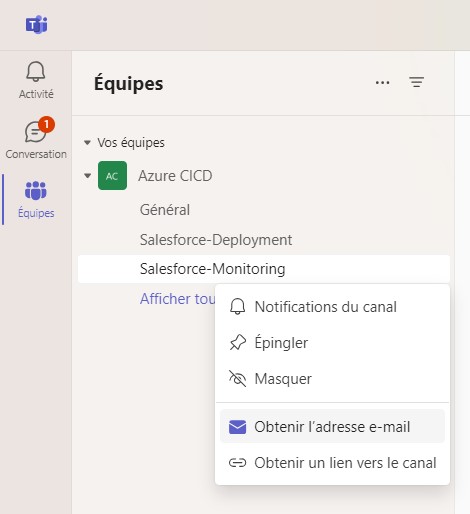 Équipes
Activité
1
Conversation
Équipes
Vos équipes
AC Azure CICD
Général
Salesforce-Deployment
Salesforce-Monitoring
Afficher tou
Notifications du canal
Épingler
Masquer
Obtenir l'adresse e-mail
Obtenir un lien vers le canal